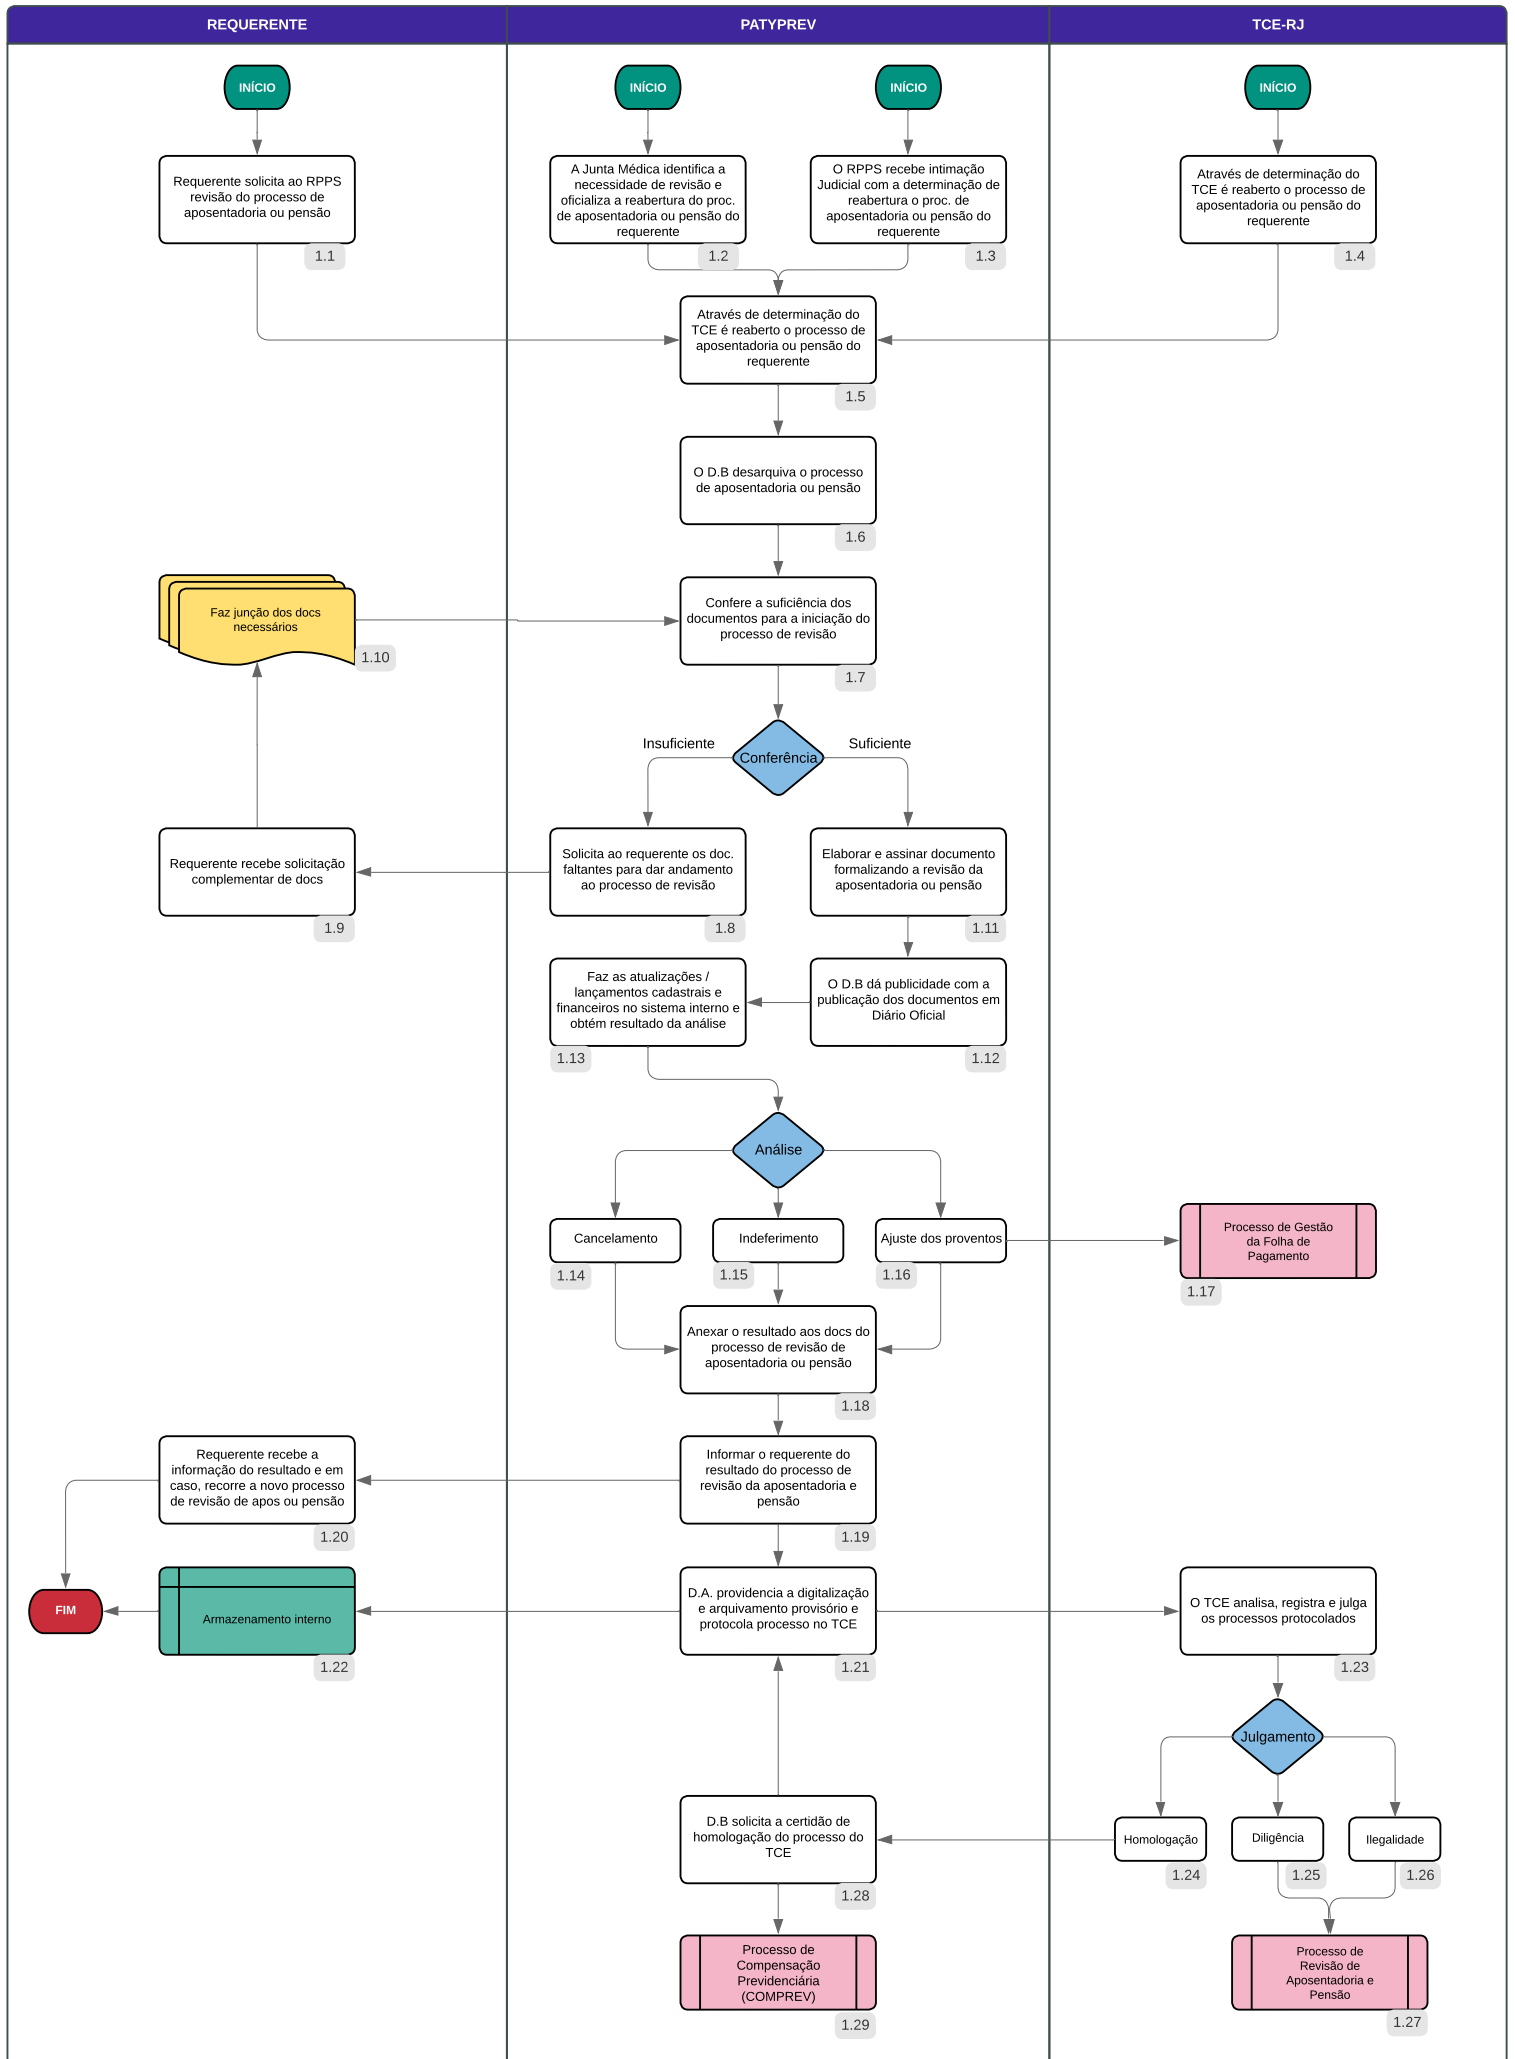 REQUERENTE
PATYPREV
TCE-RJ
INÍCIO
INÍCIO
INÍCIO
INÍCIO
Requerente solicita ao RPPS
revisão do processo de
aposentadoria ou pensão
1.1
A Junta Médica identifica a
necessidade de revisão e
oficializa a reabertura do proc.
de aposentadoria ou pensão do
requerente
1.2
O RPPS recebe intimação
Judicial com a determinação de
reabertura o proc. de
aposentadoria ou pensão do
requerente
1.3
Através de determinação do
TCE é reaberto o processo de
aposentadoria ou pensão do
requerente
1.4
Através de determinação do
TCE é reaberto o processo de
aposentadoria ou pensão do
requerente
1.5
O D.B desarquiva o processo
de aposentadoria ou pensão
1.6
Faz junção dos docs
necessários
1.10
Confere a suficiência dos
documentos para a iniciação do
processo de revisão
1.7
Insuficiente
Conferência
Suficiente
Requerente recebe solicitação
complementar de docs
1.9
Solicita ao requerente os doc.
faltantes para dar andamento
ao processo de revisão
1.8
Elaborar e assinar documento
formalizando a revisão da
aposentadoria ou pensão
1.11
Faz as atualizações /
lançamentos cadastrais e
financeiros no sistema interno e
obtém resultado da análise
1.13
O D.B dá publicidade com a
publicação dos documentos em
Diário Oficial
1.12
Análise
Cancelamento
1.14
Indeferimento
1.15
Ajuste dos proventos
1.16
Processo de Gestão
da Folha de
Pagamento
1.17
Anexar o resultado aos docs do
processo de revisão de
aposentadoria ou pensão
1.18
Requerente recebe a
informação do resultado e em
caso, recorre a novo processo
de revisão de apos ou pensão
1.20
Informar o requerente do
resultado do processo de
revisão da aposentadoria e
pensão
1.19
FIM
Armazenamento interno
1.22
D.A. providencia a digitalização
e arquivamento provisório e
protocola processo no TCE
1.21
O TCE analisa, registra e julga
os processos protocolados
1.23
Julgamento
D.B solicita a certidão de
homologação do processo do
TCE
1.28
Homologação
1.24
Diligência
1.25
Ilegalidade
1.26
Processo de
Compensação
Previdenciária
(COMPREV)
1.29
Processo de
Revisão de
Aposentadoria e
Pensão
1.27